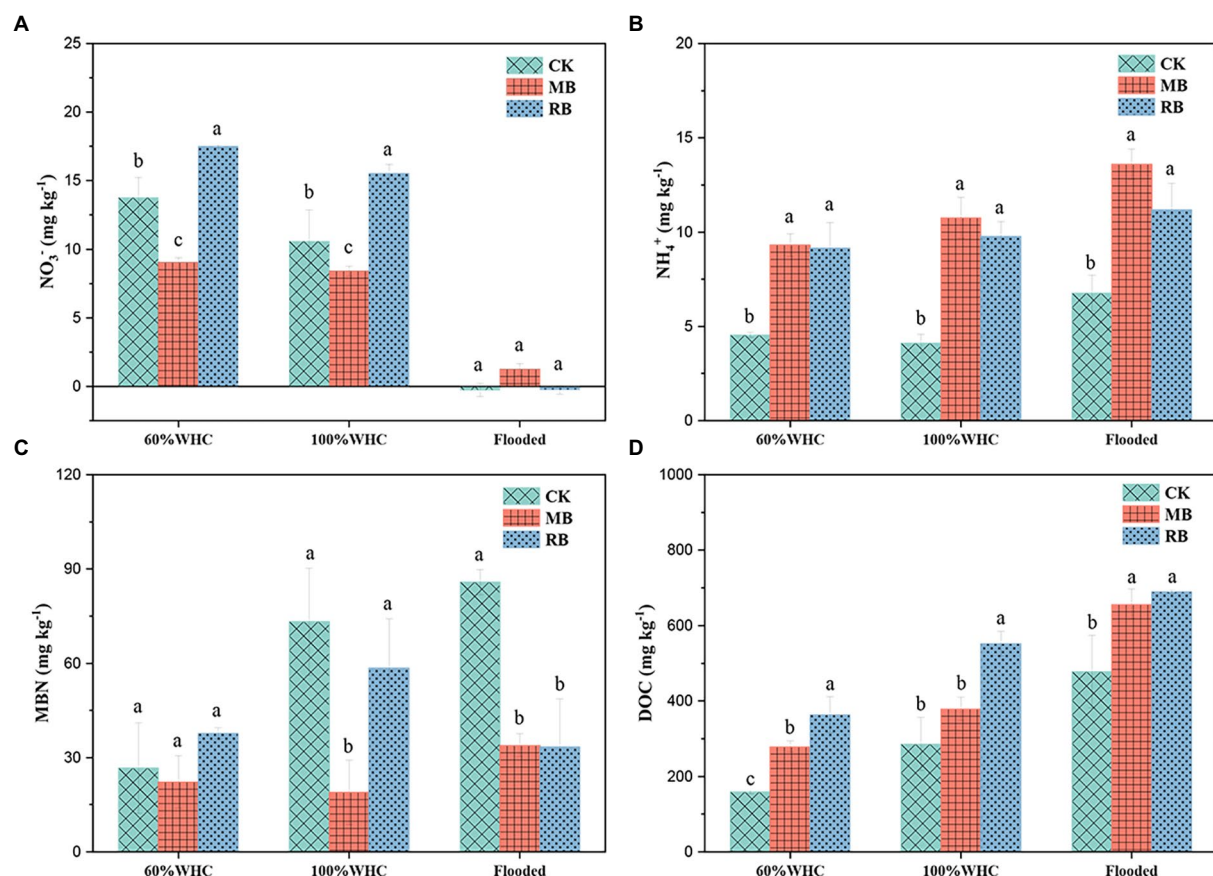 A
25
20
15
10
5
0
NO₃⁻ (mg kg⁻¹)
CK
MB
RB
b
c
a
b
c
a
a
a
a
60%WHC
100%WHC
Flooded
B
20
15
10
5
0
NH₄⁺ (mg kg⁻¹)
CK
MB
RB
b
a
a
b
a
a
b
a
a
60%WHC
100%WHC
Flooded
C
120
90
60
30
0
MBN (mg kg⁻¹)
CK
MB
RB
a
a
a
a
b
a
a
b
b
60%WHC
100%WHC
Flooded
D
1000
800
600
400
200
0
DOC (mg kg⁻¹)
CK
MB
RB
c
b
a
b
b
a
b
a
a
60%WHC
100%WHC
Flooded